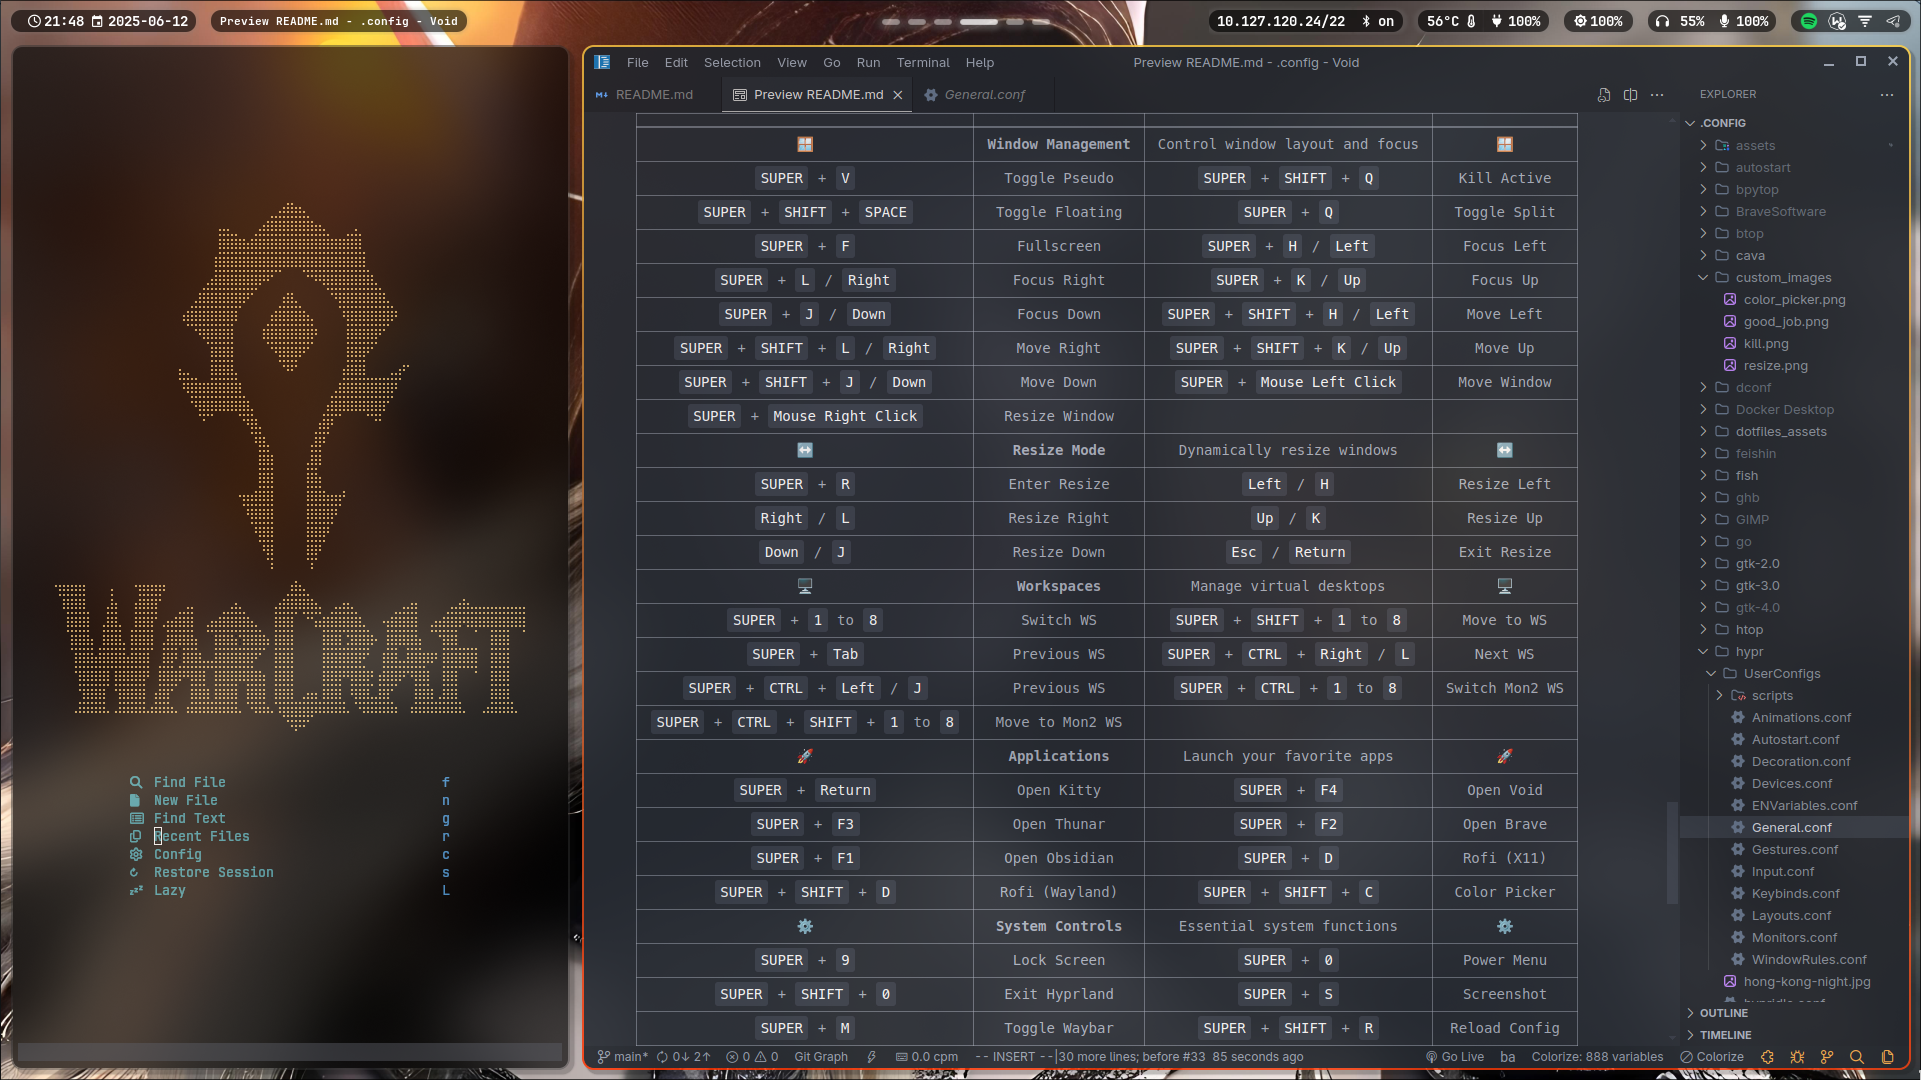 21:48 2025-06-12
Preview README.md - .config - Void
10.127.120.24/22 on
56°C 100%
100%
55% 100%
WARCRAFT
Find File f
New File n
Find Text g
Recent Files r
Config c
Restore Session s
Lazy L
File Edit Selection View Go Run Terminal Help
Preview README.md - .config - Void
README.md
Preview README.md
General.conf
Window Management Control window layout and focus
SUPER + V Toggle Pseudo SUPER + SHIFT + Q Kill Active
SUPER + SHIFT + SPACE Toggle Floating SUPER + Q Toggle Split
SUPER + F Fullscreen SUPER + H / Left Focus Left
SUPER + L / Right Focus Right SUPER + K / Up Focus Up
SUPER + J / Down Focus Down SUPER + SHIFT + H / Left Move Left
SUPER + SHIFT + L / Right Move Right SUPER + SHIFT + K / Up Move Up
SUPER + SHIFT + J / Down Move Down SUPER + Mouse Left Click Move Window
SUPER + Mouse Right Click Resize Window
Resize Mode Dynamically resize windows
SUPER + R Enter Resize Left / H Resize Left
Right / L Resize Right Up / K Resize Up
Down / J Resize Down Esc / Return Exit Resize
Workspaces Manage virtual desktops
SUPER + 1 to 8 Switch WS SUPER + SHIFT + 1 to 8 Move to WS
SUPER + Tab Previous WS SUPER + CTRL + Right / L Next WS
SUPER + CTRL + Left / J Previous WS SUPER + CTRL + 1 to 8 Switch Mon2 WS
SUPER + CTRL + SHIFT + 1 to 8 Move to Mon2 WS
Applications Launch your favorite apps
SUPER + Return Open Kitty SUPER + F4 Open Void
SUPER + F3 Open Thunar SUPER + F2 Open Brave
SUPER + F1 Open Obsidian SUPER + D Rofi (X11)
SUPER + SHIFT + D Rofi (Wayland) SUPER + SHIFT + C Color Picker
System Controls Essential system functions
SUPER + 9 Lock Screen SUPER + 0 Power Menu
SUPER + SHIFT + 0 Exit Hyprland SUPER + S Screenshot
SUPER + M Toggle Waybar SUPER + SHIFT + R Reload Config
EXPLORER
.CONFIG
assets
autostart
bpytop
BraveSoftware
btop
cava
custom_images
color_picker.png
good_job.png
kill.png
resize.png
dconf
Docker Desktop
dotfiles_assets
feishin
fish
ghb
GIMP
go
gtk-2.0
gtk-3.0
gtk-4.0
htop
hypr
UserConfigs
scripts
Animations.conf
Autostart.conf
Decoration.conf
Devices.conf
ENVariables.conf
General.conf
Gestures.conf
Input.conf
Keybinds.conf
Layouts.conf
Monitors.conf
WindowRules.conf
hong-kong-night.jpg
OUTLINE
TIMELINE
main* 0↓ 2↑ 0 0 Git Graph 0.0 cpm -- INSERT -- 30 more lines; before #33 85 seconds ago Go Live ba Colorize: 888 variables Colorize